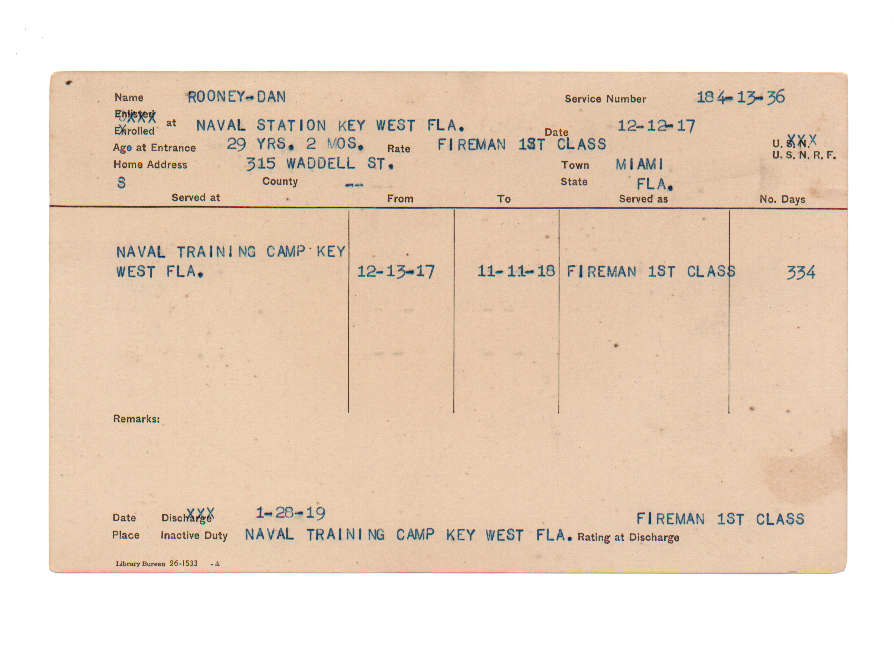 Name ROONEY-DAN Service Number 184-13-36
Enlisted XXX
Enrolled at NAVAL STATION KEY WEST FLA. Date 12-12-17
Age at Entrance 29 YRS. 2 MOS. Rate FIREMAN 1ST CLASS U. S. N. XXX
U. S. N. R. F.
Home Address 315 WADDELL ST. Town MIAMI
S County -- State FLA.
Served at From To Served as No. Days
NAVAL TRAINING CAMP KEY
WEST FLA. 12-13-17 11-11-18 FIREMAN 1ST CLASS 334
Remarks:
Date Discharge XXX 1-28-19 FIREMAN 1ST CLASS
Place Inactive Duty NAVAL TRAINING CAMP KEY WEST FLA. Rating at Discharge
Library Bureau 26-1533 -A